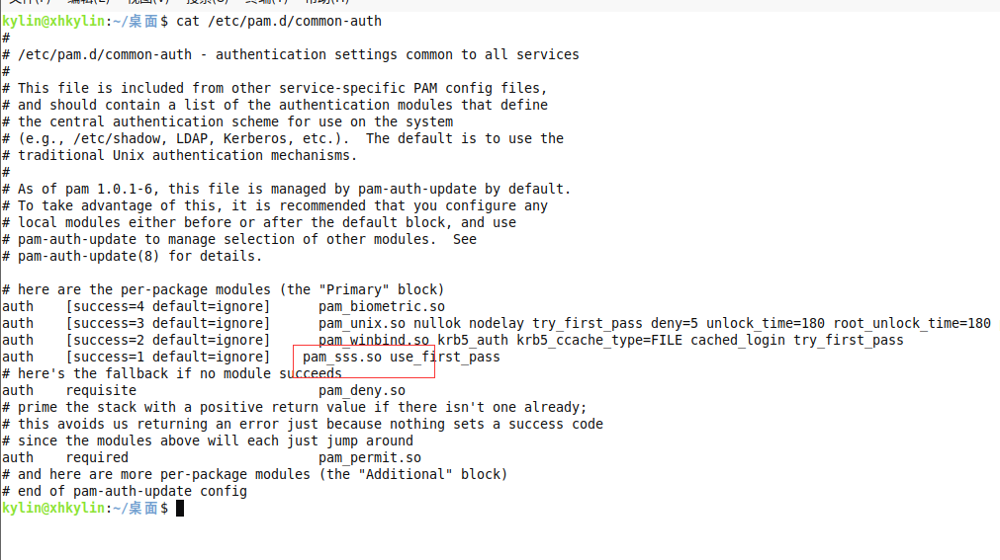 kylin@xhkylin:~/桌面$ cat /etc/pam.d/common-auth
#
# /etc/pam.d/common-auth - authentication settings common to all services
#
# This file is included from other service-specific PAM config files,
# and should contain a list of the authentication modules that define
# the central authentication scheme for use on the system
# (e.g., /etc/shadow, LDAP, Kerberos, etc.).  The default is to use the
# traditional Unix authentication mechanisms.
#
# As of pam 1.0.1-6, this file is managed by pam-auth-update by default.
# To take advantage of this, it is recommended that you configure any
# local modules either before or after the default block, and use
# pam-auth-update to manage selection of other modules.  See
# pam-auth-update(8) for details.

# here are the per-package modules (the "Primary" block)
auth    [success=4 default=ignore]      pam_biometric.so
auth    [success=3 default=ignore]      pam_unix.so nullok nodelay try_first_pass deny=5 unlock_time=180 root_unlock_time=180
auth    [success=2 default=ignore]      pam_winbind.so krb5_auth krb5_ccache_type=FILE cached_login try_first_pass
auth    [success=1 default=ignore]    pam_sss.so use_first_pass
# here's the fallback if no module succeeds
auth    requisite                       pam_deny.so
# prime the stack with a positive return value if there isn't one already;
# this avoids us returning an error just because nothing sets a success code
# since the modules above will each just jump around
auth    required                        pam_permit.so
# and here are more per-package modules (the "Additional" block)
# end of pam-auth-update config
kylin@xhkylin:~/桌面$